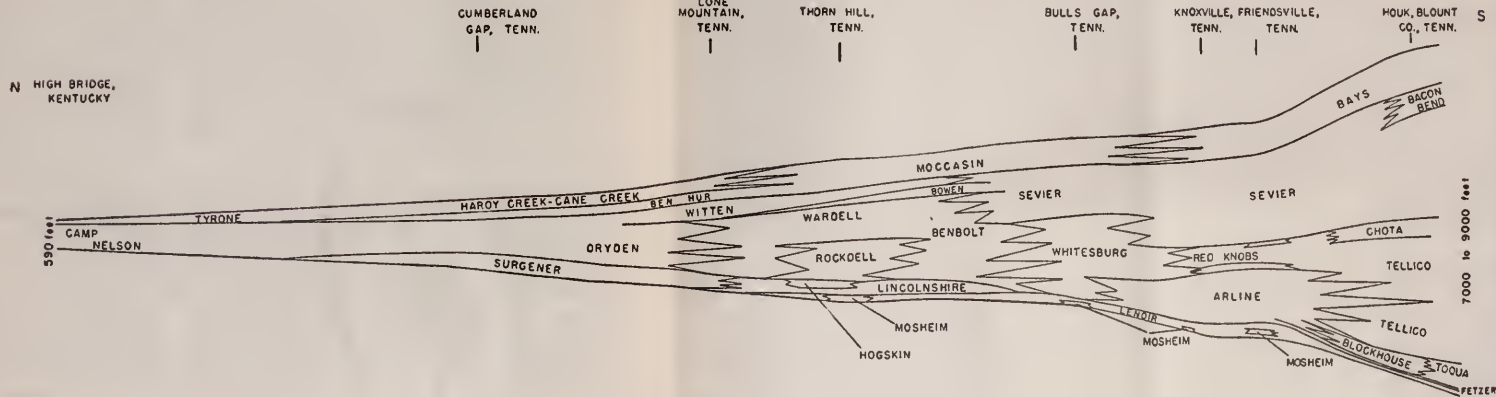 CUMBERLAND
GAP, TENN.
LONE
MOUNTAIN,
TENN.
THORN HILL,
TENN.
BULLS GAP,
TENN.
KNOXVILLE,
TENN.
FRIENDSVILLE,
TENN.
HOUK, BLOUNT
CO., TENN.
S
N
HIGH BRIDGE,
KENTUCKY
BAYS
BACON
BEND
MOCCASIN
HARDY CREEK-CANE CREEK
BEN HUR
BOWEN
SEVIER
SEVIER
TYRONE
WITTEN
WARDELL
CAMP
NELSON
BENBOLT
CHOTA
590 feet
DRYDEN
ROCKDELL
WHITESBURG
RED KNOBS
SURGENER
TELLICO
7000 to 9000 feet
LINCOLNSHIRE
ARLINE
LENOIR
TELLICO
MOSHEIM
MOSHEIM
HOGSKIN
MOSHEIM
BLOCKHOUSE
TOQUA
FETZER